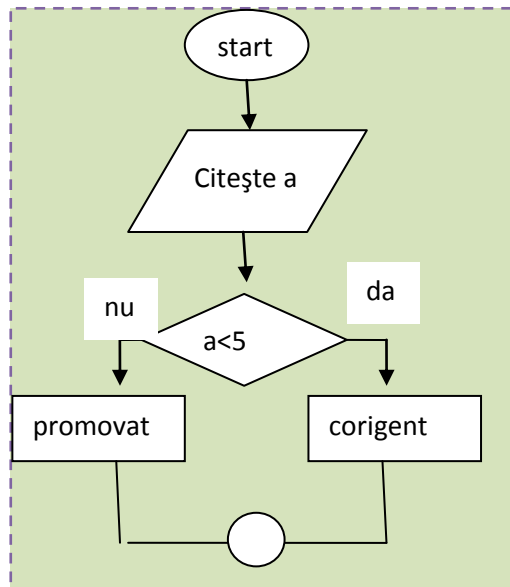 start
Citeşte a
nu
da
a<5
promovat
corigent